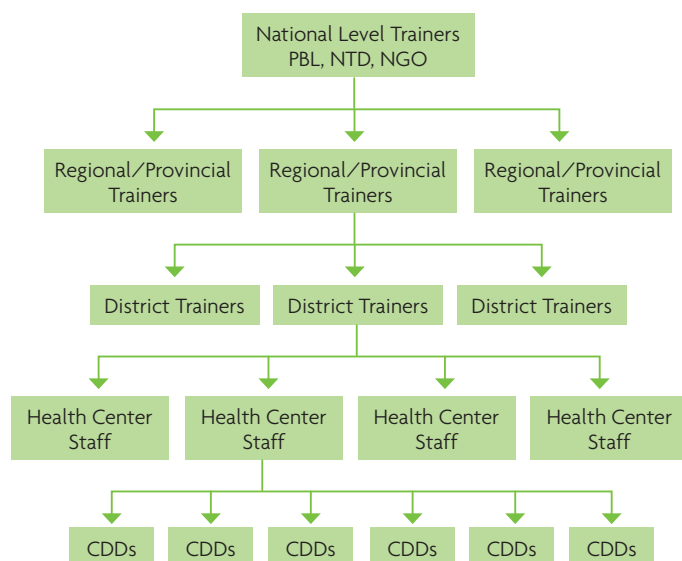 National Level Trainers
PBL, NTD, NGO
Regional/Provincial
Trainers
Regional/Provincial
Trainers
Regional/Provincial
Trainers
District Trainers
District Trainers
District Trainers
Health Center
Staff
Health Center
Staff
Health Center
Staff
Health Center
Staff
CDDs
CDDs
CDDs
CDDs
CDDs
CDDs